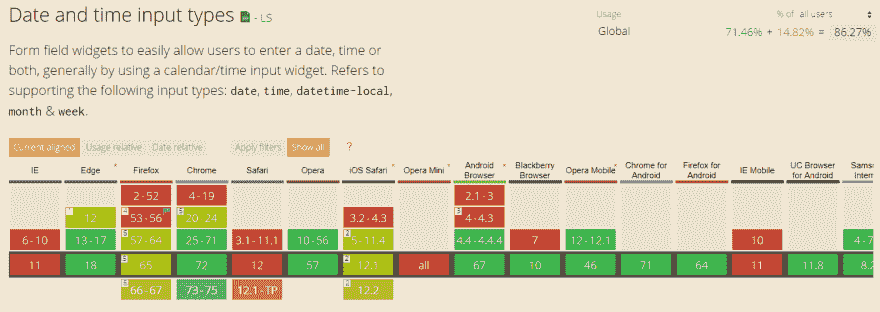 Date and time input types - LS
Usage % of all users
Global 71.46% + 14.82% = 86.27%
Form field widgets to easily allow users to enter a date, time or
both, generally by using a calendar/time input widget. Refers to
supporting the following input types: date, time, datetime-local,
month & week.
Current aligned Usage relative Date relative Apply filters Show all ?
IE Edge * Firefox Chrome Safari Opera iOS Safari * Opera Mini * Android Browser * Blackberry Browser Opera Mobile * Chrome for Android Firefox for Android IE Mobile UC Browser for Android
2-52 4-19 2.1-3
12 53-56 20-24 3.2-4.3 4-4.3
6-10 13-17 57-64 25-71 3.1-11.1 10-56 5-11.4 4.4-4.4.4 7 12-12.1 10
11 18 65 72 12 57 12.1 all 67 10 46 71 64 11 11.8 8.2
66-67 73-75 12.1-TP 12.2